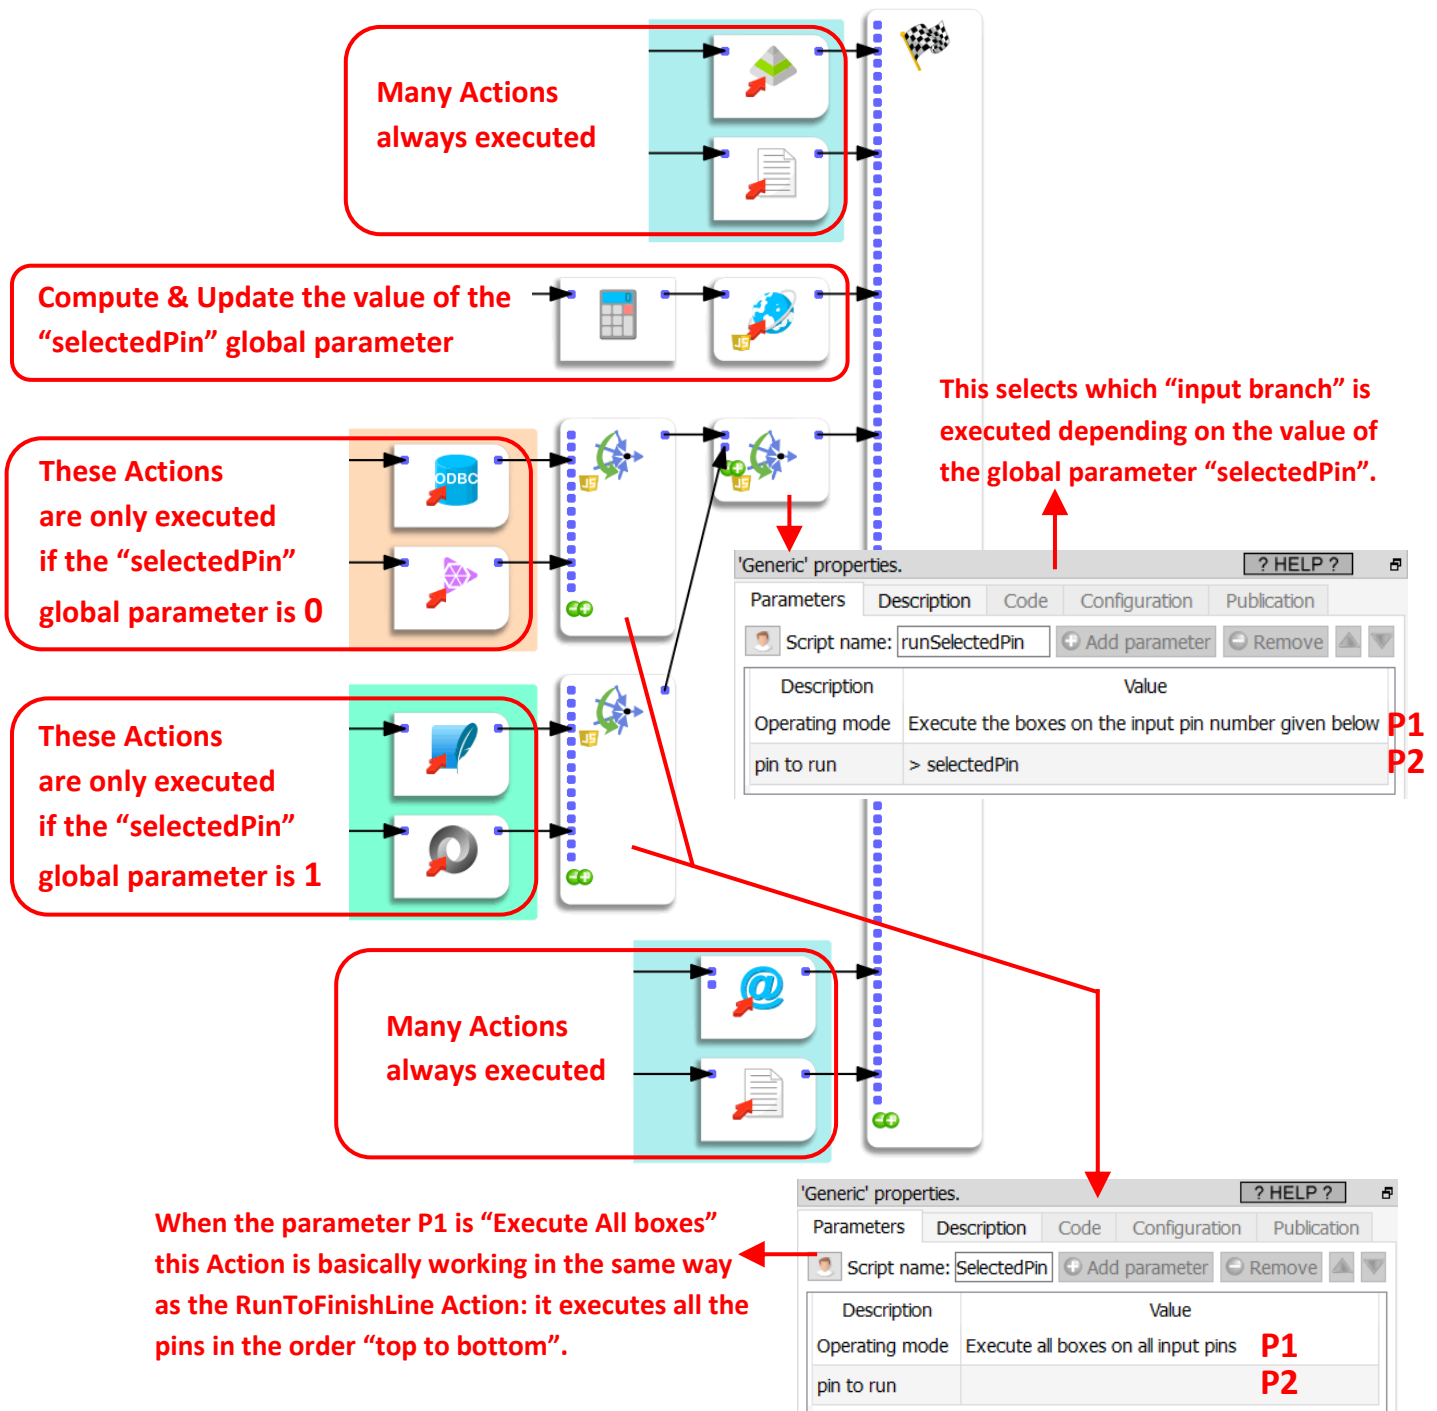 Many Actions
always executed
Compute & Update the value of the
“selectedPin” global parameter
0
JS
This selects which “input branch” is
executed depending on the value of
the global parameter “selectedPin”.
These Actions
are only executed
if the “selectedPin”
global parameter is 0
ODBC
JS
JS
'Generic' properties.
? HELP ?
Parameters Description Code Configuration Publication
Script name: runSelectedPin Add parameter Remove
Description Value
Operating mode Execute the boxes on the input pin number given below P1
pin to run > selectedPin P2
These Actions
are only executed
if the “selectedPin”
global parameter is 1
JS
Many Actions
always executed
@
When the parameter P1 is “Execute All boxes”
this Action is basically working in the same way
as the RunToFinishLine Action: it executes all the
pins in the order “top to bottom”.
'Generic' properties.
? HELP ?
Parameters Description Code Configuration Publication
Script name: SelectedPin Add parameter Remove
Description Value
Operating mode Execute all boxes on all input pins P1
pin to run P2